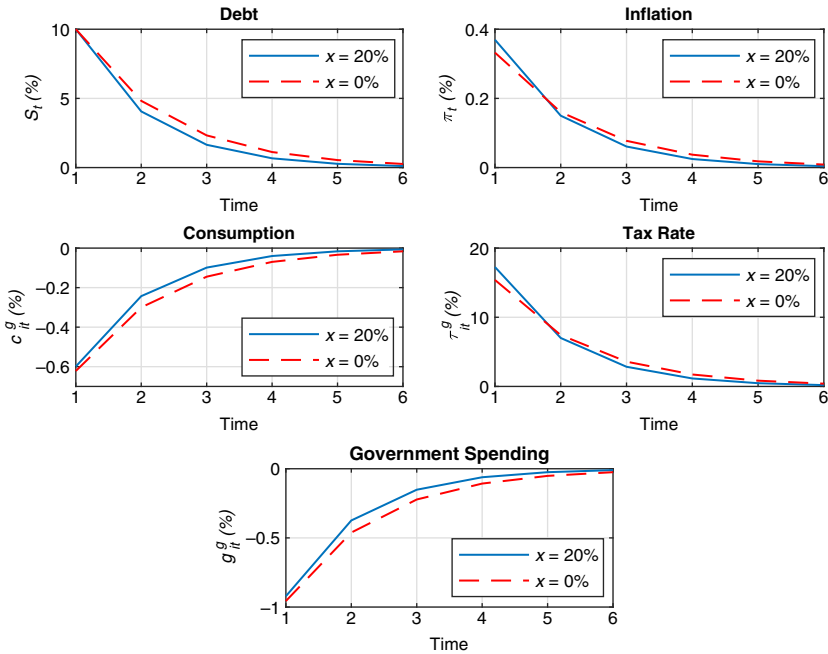 Debt
10
5
0
S_t (%)
x = 20%
x = 0%
1 2 3 4 5 6
Time
Inflation
0.4
0.2
0
π_t (%)
x = 20%
x = 0%
1 2 3 4 5 6
Time
Consumption
0
−0.2
−0.4
−0.6
c_it^g (%)
x = 20%
x = 0%
1 2 3 4 5 6
Time
Tax Rate
20
10
0
τ_it^g (%)
x = 20%
x = 0%
1 2 3 4 5 6
Time
Government Spending
0
−0.5
−1
g_it^g (%)
x = 20%
x = 0%
1 2 3 4 5 6
Time